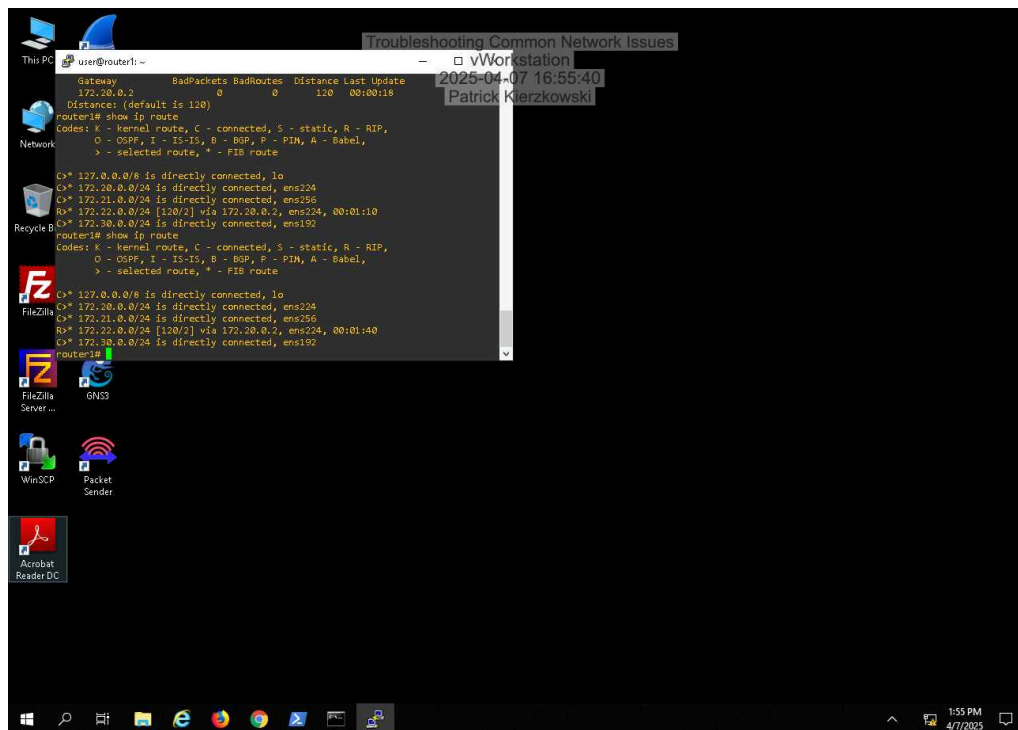 Troubleshooting Common Network Issues
vWorkstation
2025-04-07 16:55:40
Patrick Kierzkowski
This PC
Network
Recycle B
FileZilla
FileZilla
Server ...
GNS3
WinSCP
Packet
Sender
Acrobat
Reader DC
user@router1: ~
Gateway BadPackets BadRoutes Distance Last Update
172.20.0.2 0 0 120 00:00:18
Distance: (default is 120)
router1# show ip route
Codes: K - kernel route, C - connected, S - static, R - RIP,
O - OSPF, I - IS-IS, B - BGP, P - PIM, A - Babel,
> - selected route, * - FIB route
C>* 127.0.0.0/8 is directly connected, lo
C>* 172.20.0.0/24 is directly connected, ens224
C>* 172.21.0.0/24 is directly connected, ens256
R>* 172.22.0.0/24 [120/2] via 172.20.0.2, ens224, 00:01:10
C>* 172.30.0.0/24 is directly connected, ens192
router1# show ip route
Codes: K - kernel route, C - connected, S - static, R - RIP,
O - OSPF, I - IS-IS, B - BGP, P - PIM, A - Babel,
> - selected route, * - FIB route
C>* 127.0.0.0/8 is directly connected, lo
C>* 172.20.0.0/24 is directly connected, ens224
C>* 172.21.0.0/24 is directly connected, ens256
R>* 172.22.0.0/24 [120/2] via 172.20.0.2, ens224, 00:01:40
C>* 172.30.0.0/24 is directly connected, ens192
router1#
1:55 PM
4/7/2025